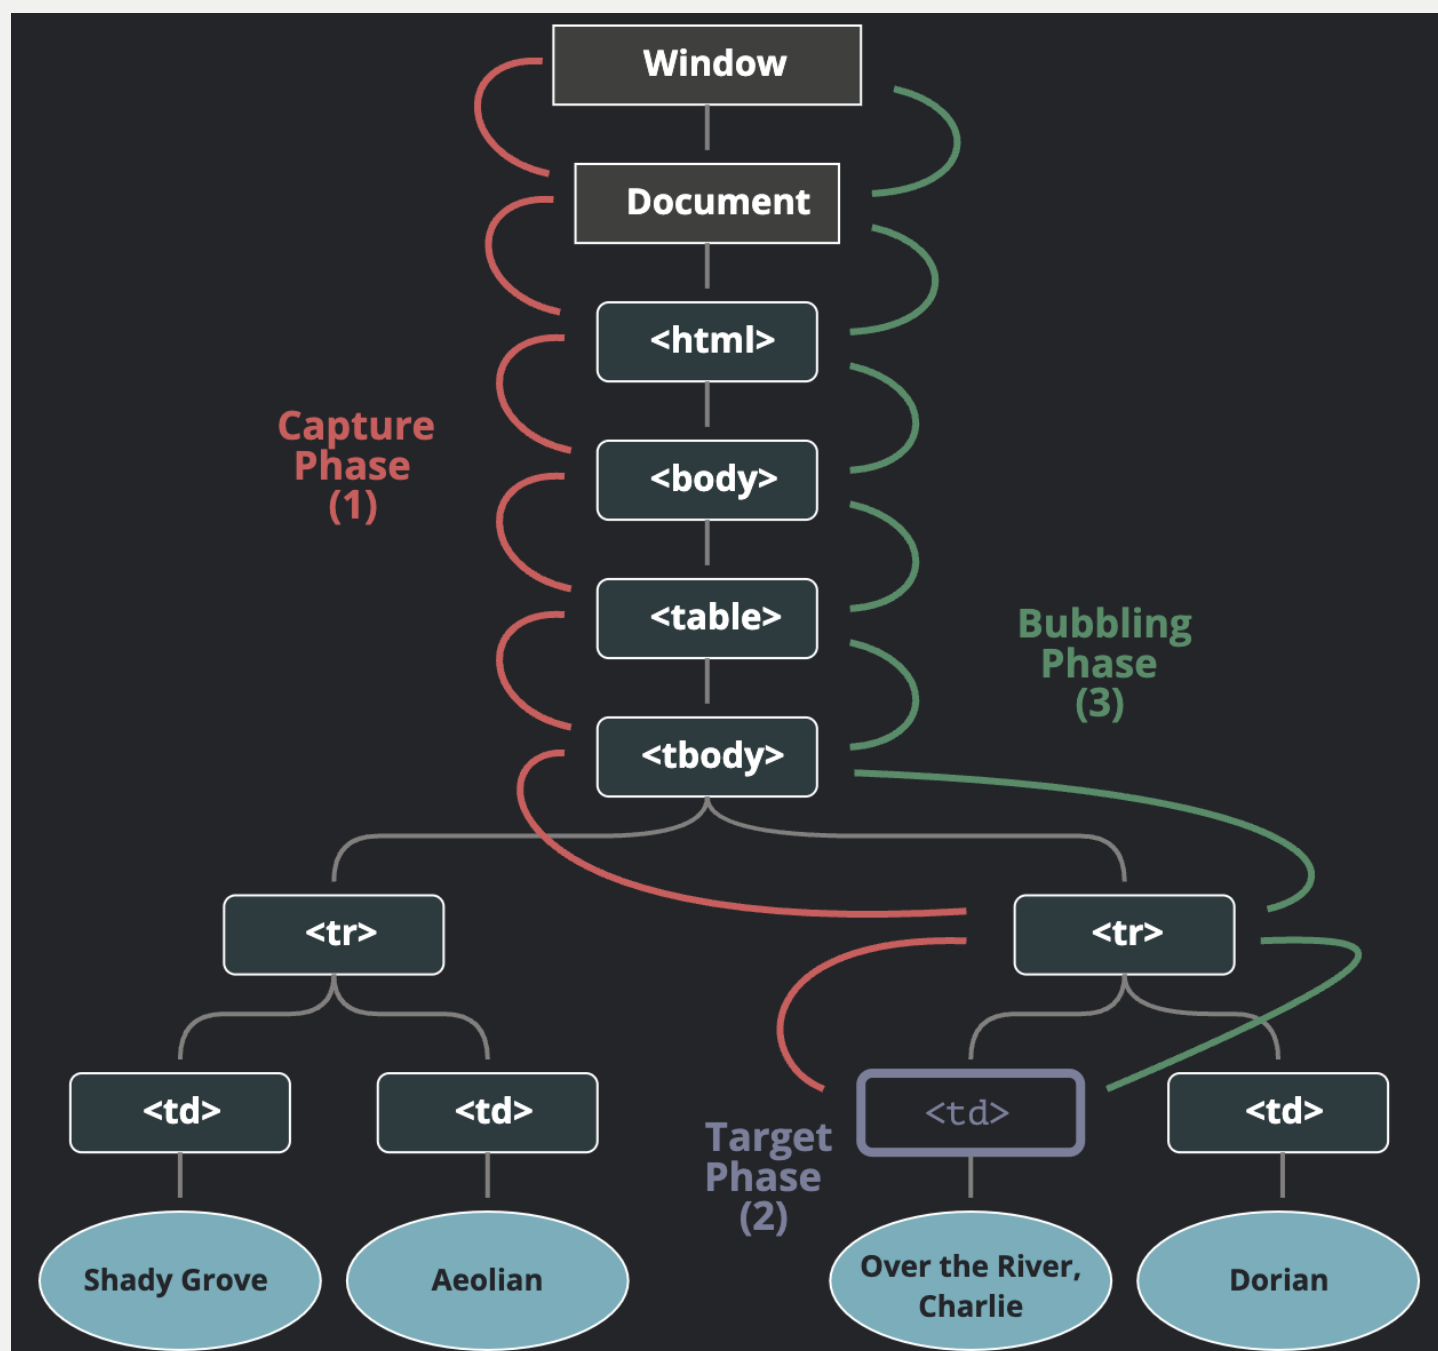 Window
Document
<html>
<body>
Capture
Phase
(1)
<table>
Bubbling
Phase
(3)
<tbody>
<tr>
<tr>
<td>
<td>
<td>
<td>
Target
Phase
(2)
Shady Grove
Aeolian
Over the River,
Charlie
Dorian